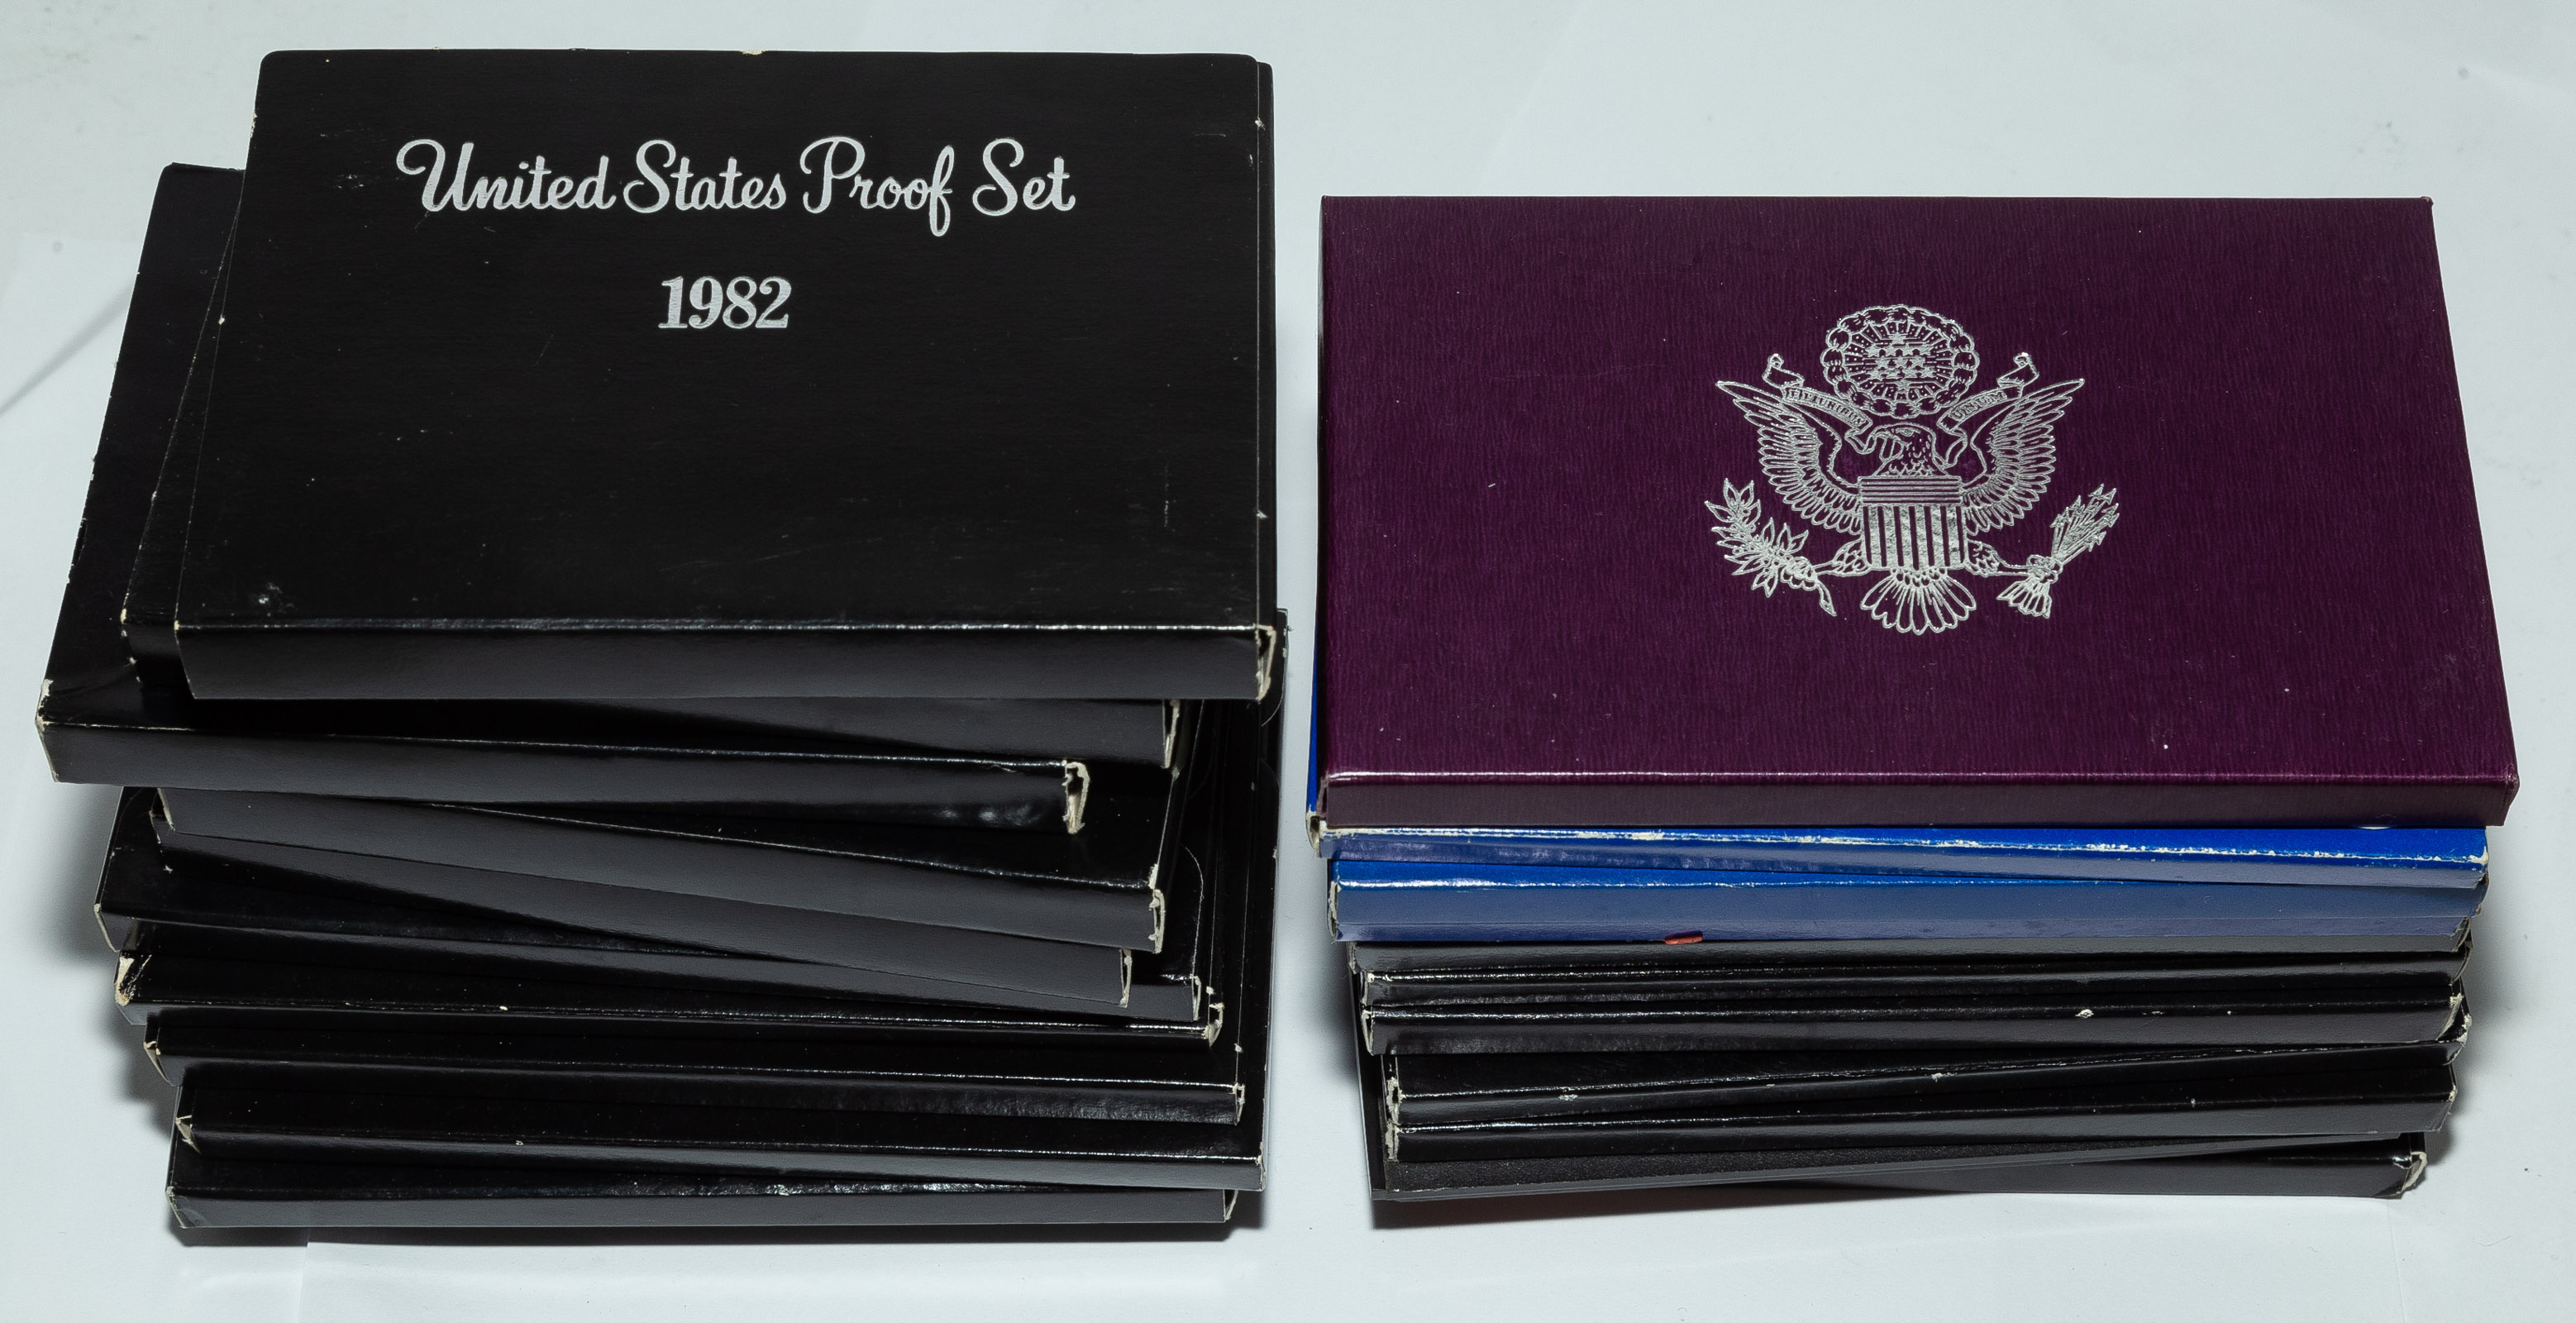 United States Proof Set
1982